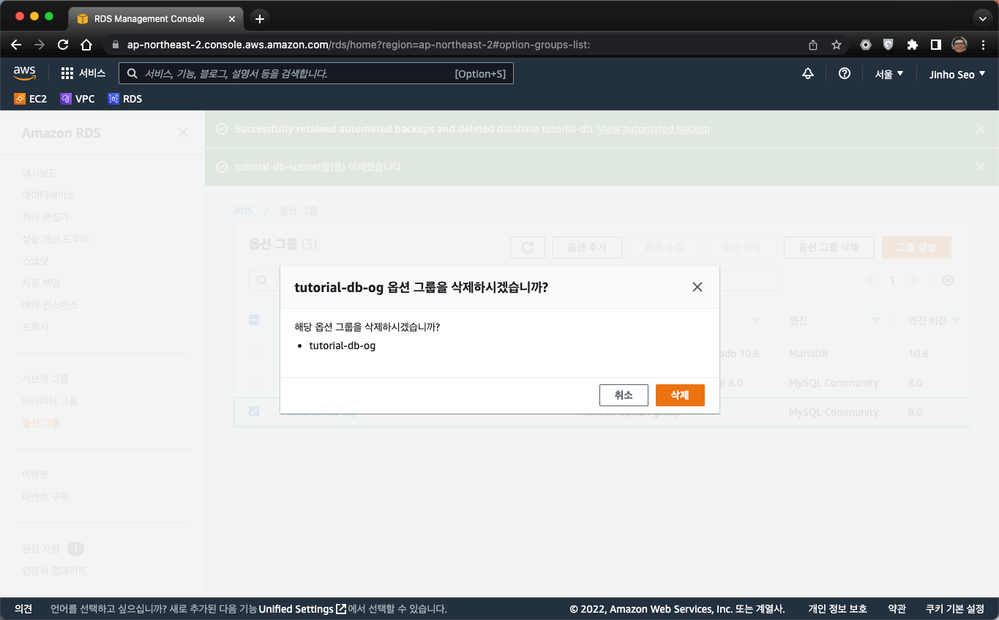 RDS Management Console
ap-northeast-2.console.aws.amazon.com/rds/home?region=ap-northeast-2#option-groups-list:
aws
서비스
서비스, 기능, 블로그, 설명서 등을 검색합니다.
[Option+S]
서울
Jinho Seo
EC2
VPC
RDS
Amazon RDS
대시보드
데이터베이스
쿼리 편집기
성능 개선 도우미
스냅샷
자동 백업
예약 인스턴스
프록시
서브넷 그룹
파라미터 그룹
옵션 그룹
이벤트
이벤트 구독
권장 사항 1
인증서 업데이트
Successfully retained automated backups and deleted database tutorial-db. View automated backup
tutorial-db-subnet을(를) 삭제했습니다.
RDS
옵션 그룹
옵션 그룹 (3)
옵션 추가
옵션 수정
옵션 삭제
옵션 그룹 삭제
그룹 생성
1
엔진
엔진 버전
adb 10.6
MariaDB
10.6
ql 8.0
MySQL Community
8.0
MySQL Community
8.0
tutorial-db-og 옵션 그룹을 삭제하시겠습니까?
해당 옵션 그룹을 삭제하시겠습니까?
• tutorial-db-og
취소
삭제
의견
언어를 선택하고 싶으십니까? 새로 추가된 다음 기능 Unified Settings 에서 선택할 수 있습니다.
© 2022, Amazon Web Services, Inc. 또는 계열사.
개인 정보 보호
약관
쿠키 기본 설정